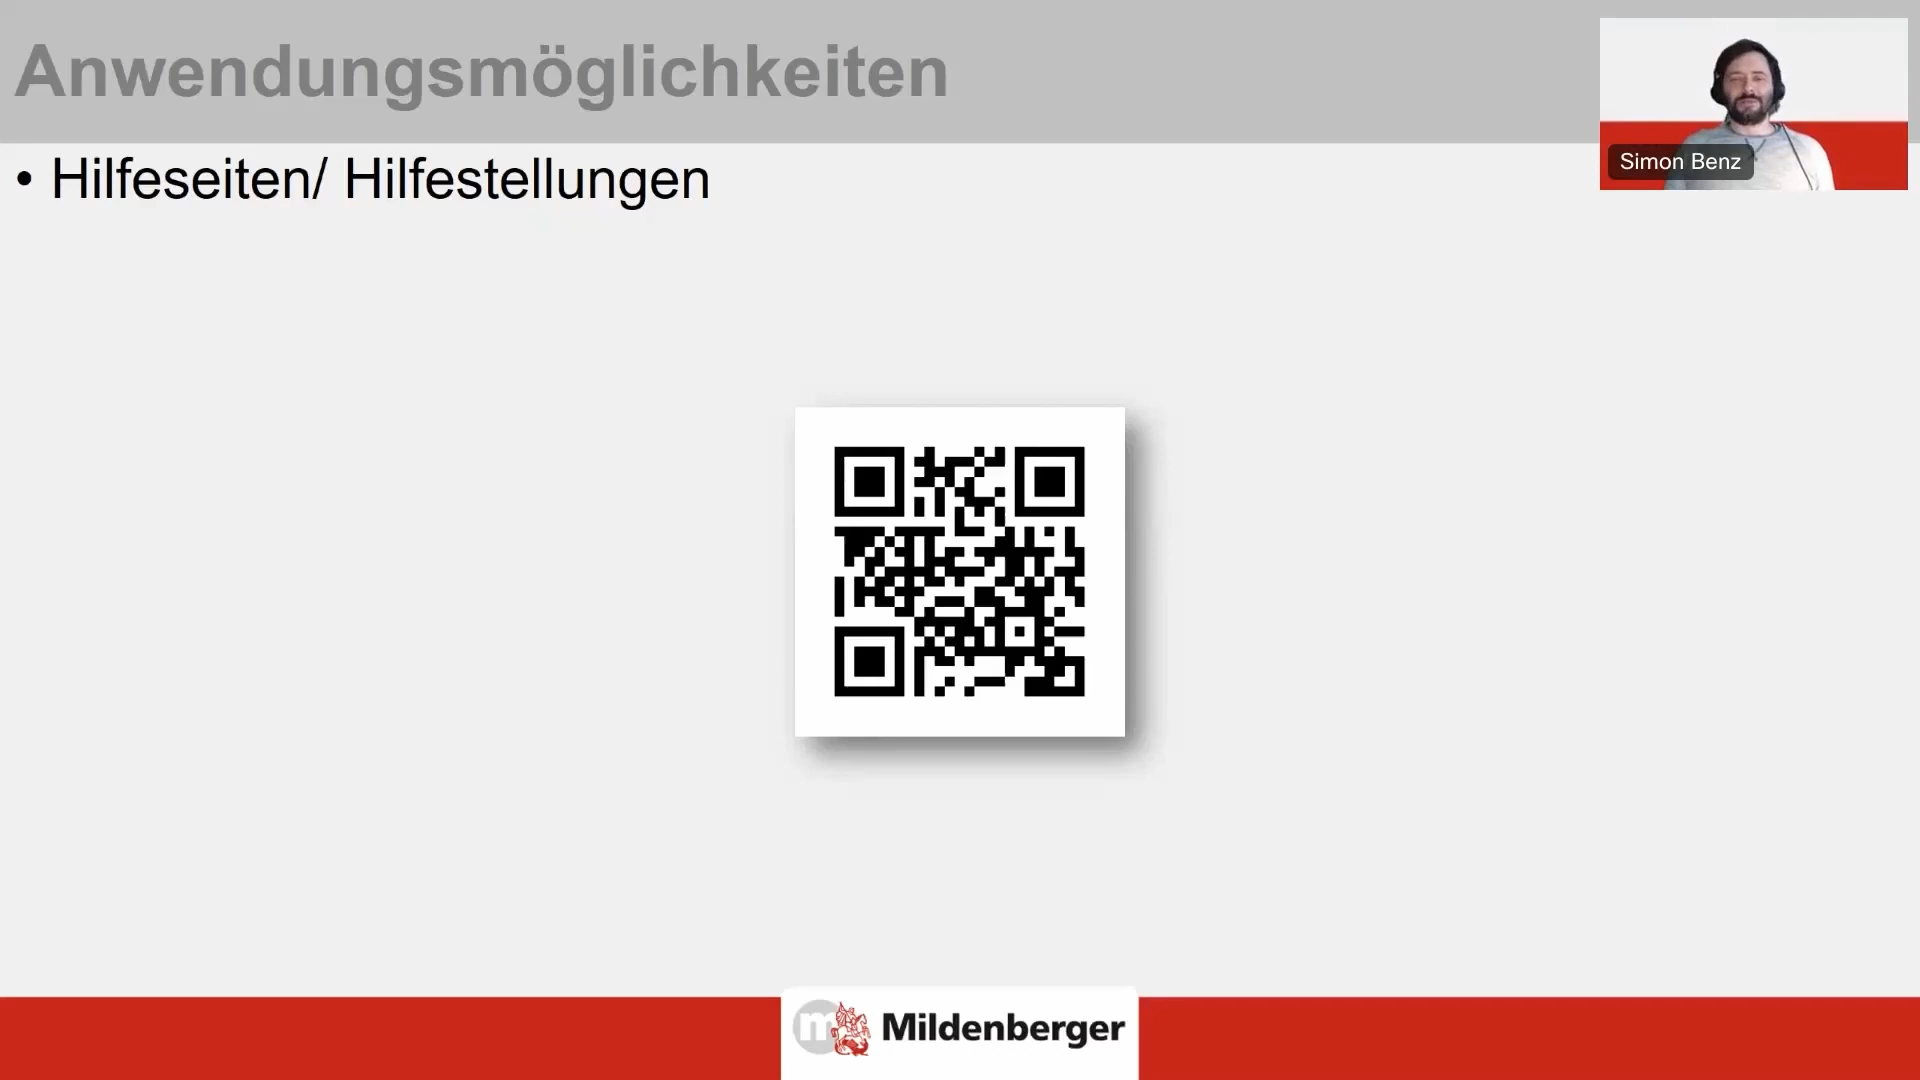 Anwendungsmöglichkeiten
Simon Benz
• Hilfeseiten/ Hilfestellungen
m Mildenberger